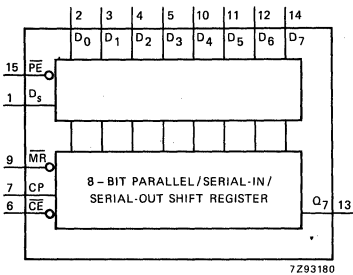 2 3 4 5 10 11 12 14
D0 D1 D2 D3 D4 D5 D6 D7
15 PE
1 Ds
9 MR
8-BIT PARALLEL/SERIAL-IN/
7 CP
SERIAL-OUT SHIFT REGISTER
6 CE
Q7 13
7Z93180